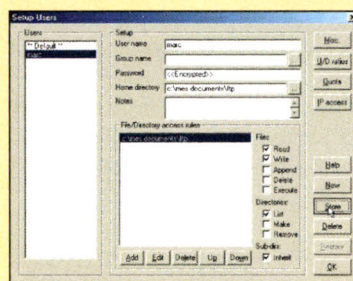 Setup Users
Users
** Default **
marc
Setup
User name
marc
Group name
Password
<<Encrypted>>
Home directory
c:\mes documents\ftp
Notes
File/Directory access rules
c:\mes documents\ftp
Files:
Read
Write
Append
Delete
Execute
Directories:
List
Make
Remove
Sub-dirs:
Inherit
Add
Edit
Delete
Up
Down
Misc.
U/D ratios
Quota
IP access
Help
New
Store
Delete
Restore
OK